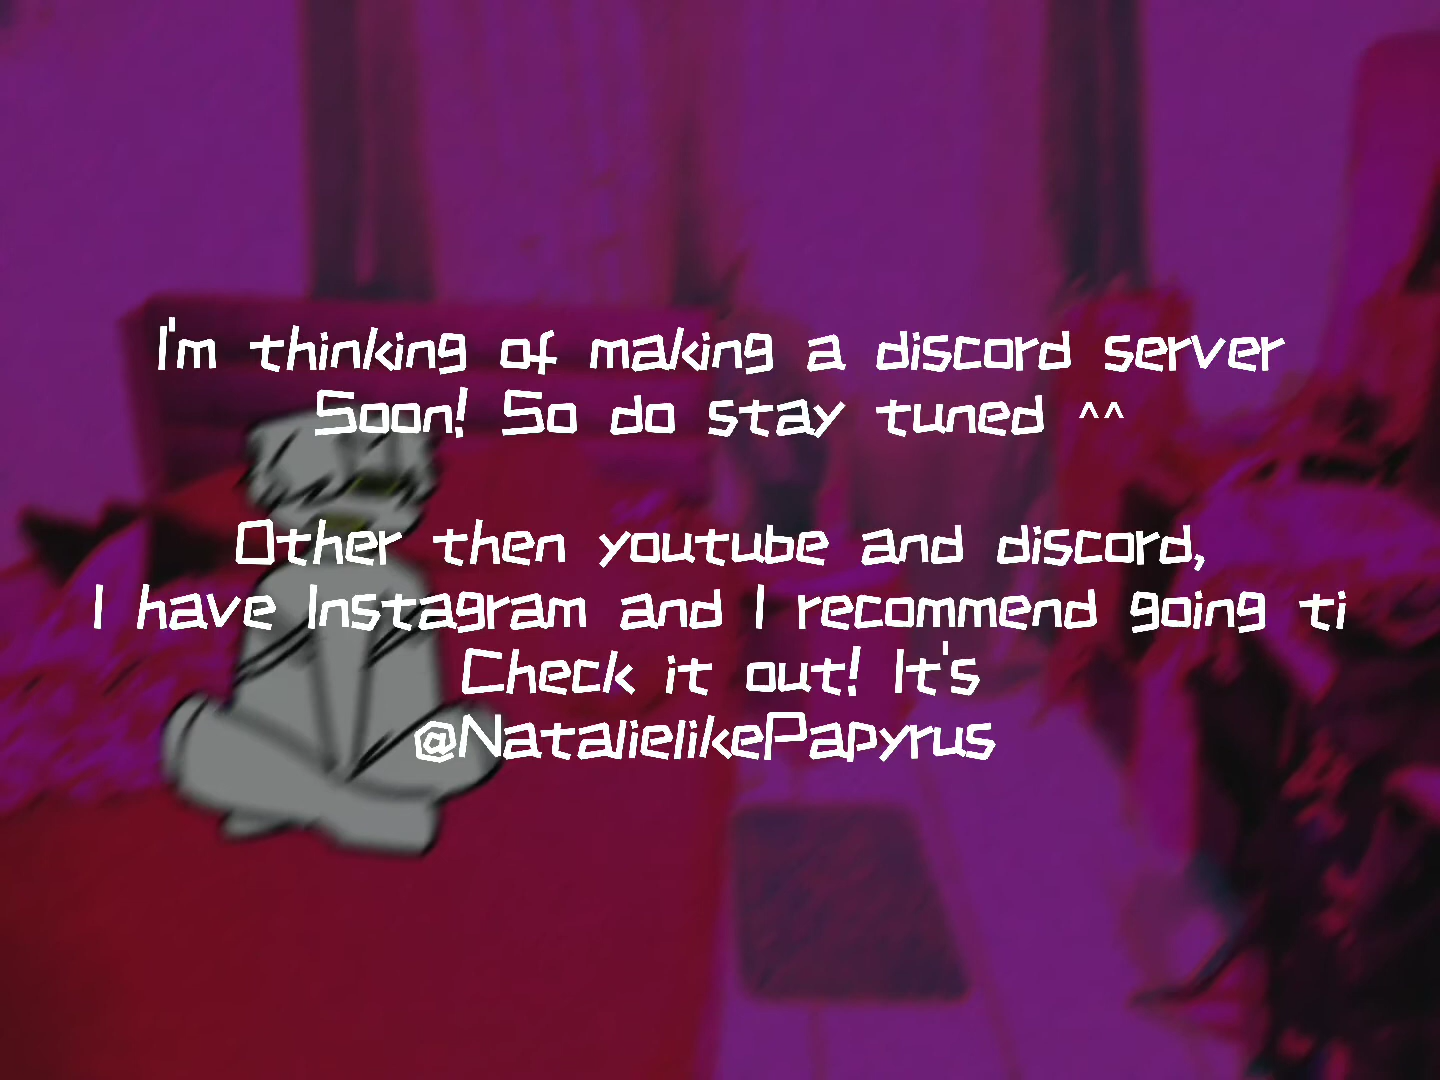 I'm thinking of making a discord server
Soon! So do stay tuned ^^
Other then youtube and discord,
I have Instagram and I recommend going ti
Check it out! It's
@NatalielikePapyrus